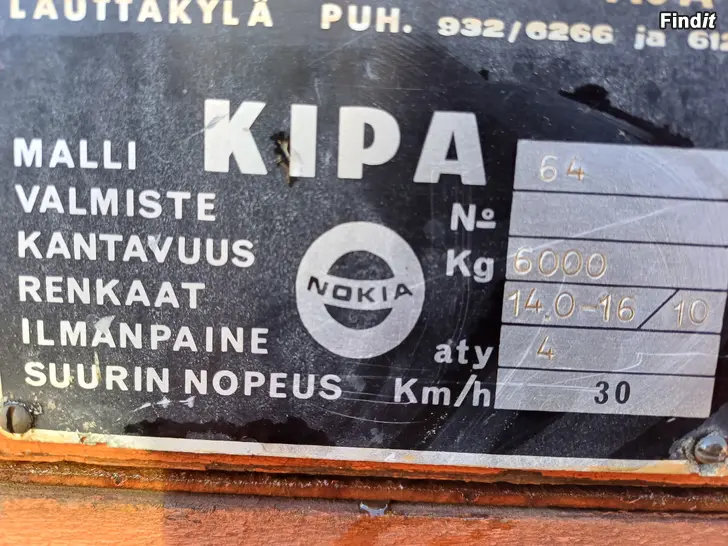 Findit
LAUTTAKYLÄ PUH. 932/6266 ja 612
KIPA
MALLI 64
VALMISTE Nº
KANTAVUUS Kg 6000
RENKAAT NOKIA 14.0-16/10
ILMANPAINE aty 4
SUURIN NOPEUS Km/h 30